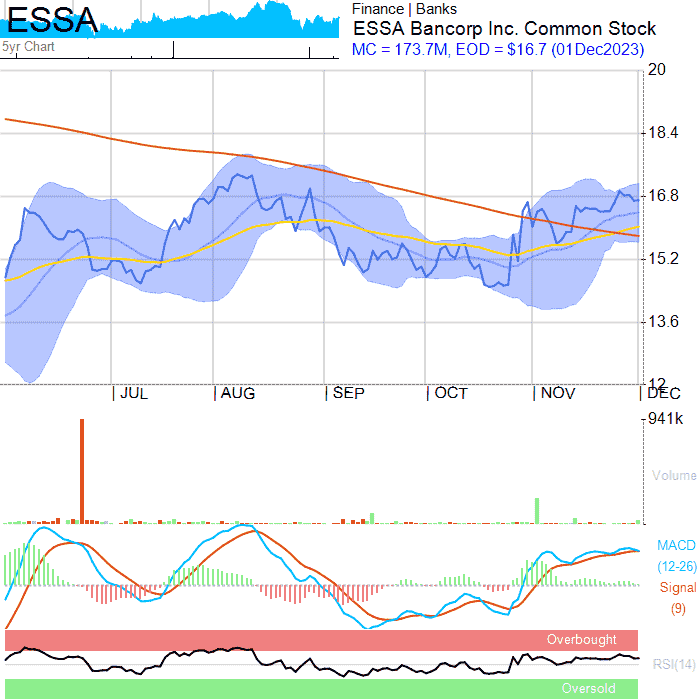 ESSA
5yr Chart
Finance | Banks
ESSA Bancorp Inc. Common Stock
MC = 173.7M, EOD = $16.7 (01Dec2023)
20
18.4
16.8
15.2
13.6
12
JUL
AUG
SEP
OCT
NOV
DEC
941k
Volume
MACD
(12-26)
Signal
(9)
Overbought
RSI(14)
Oversold